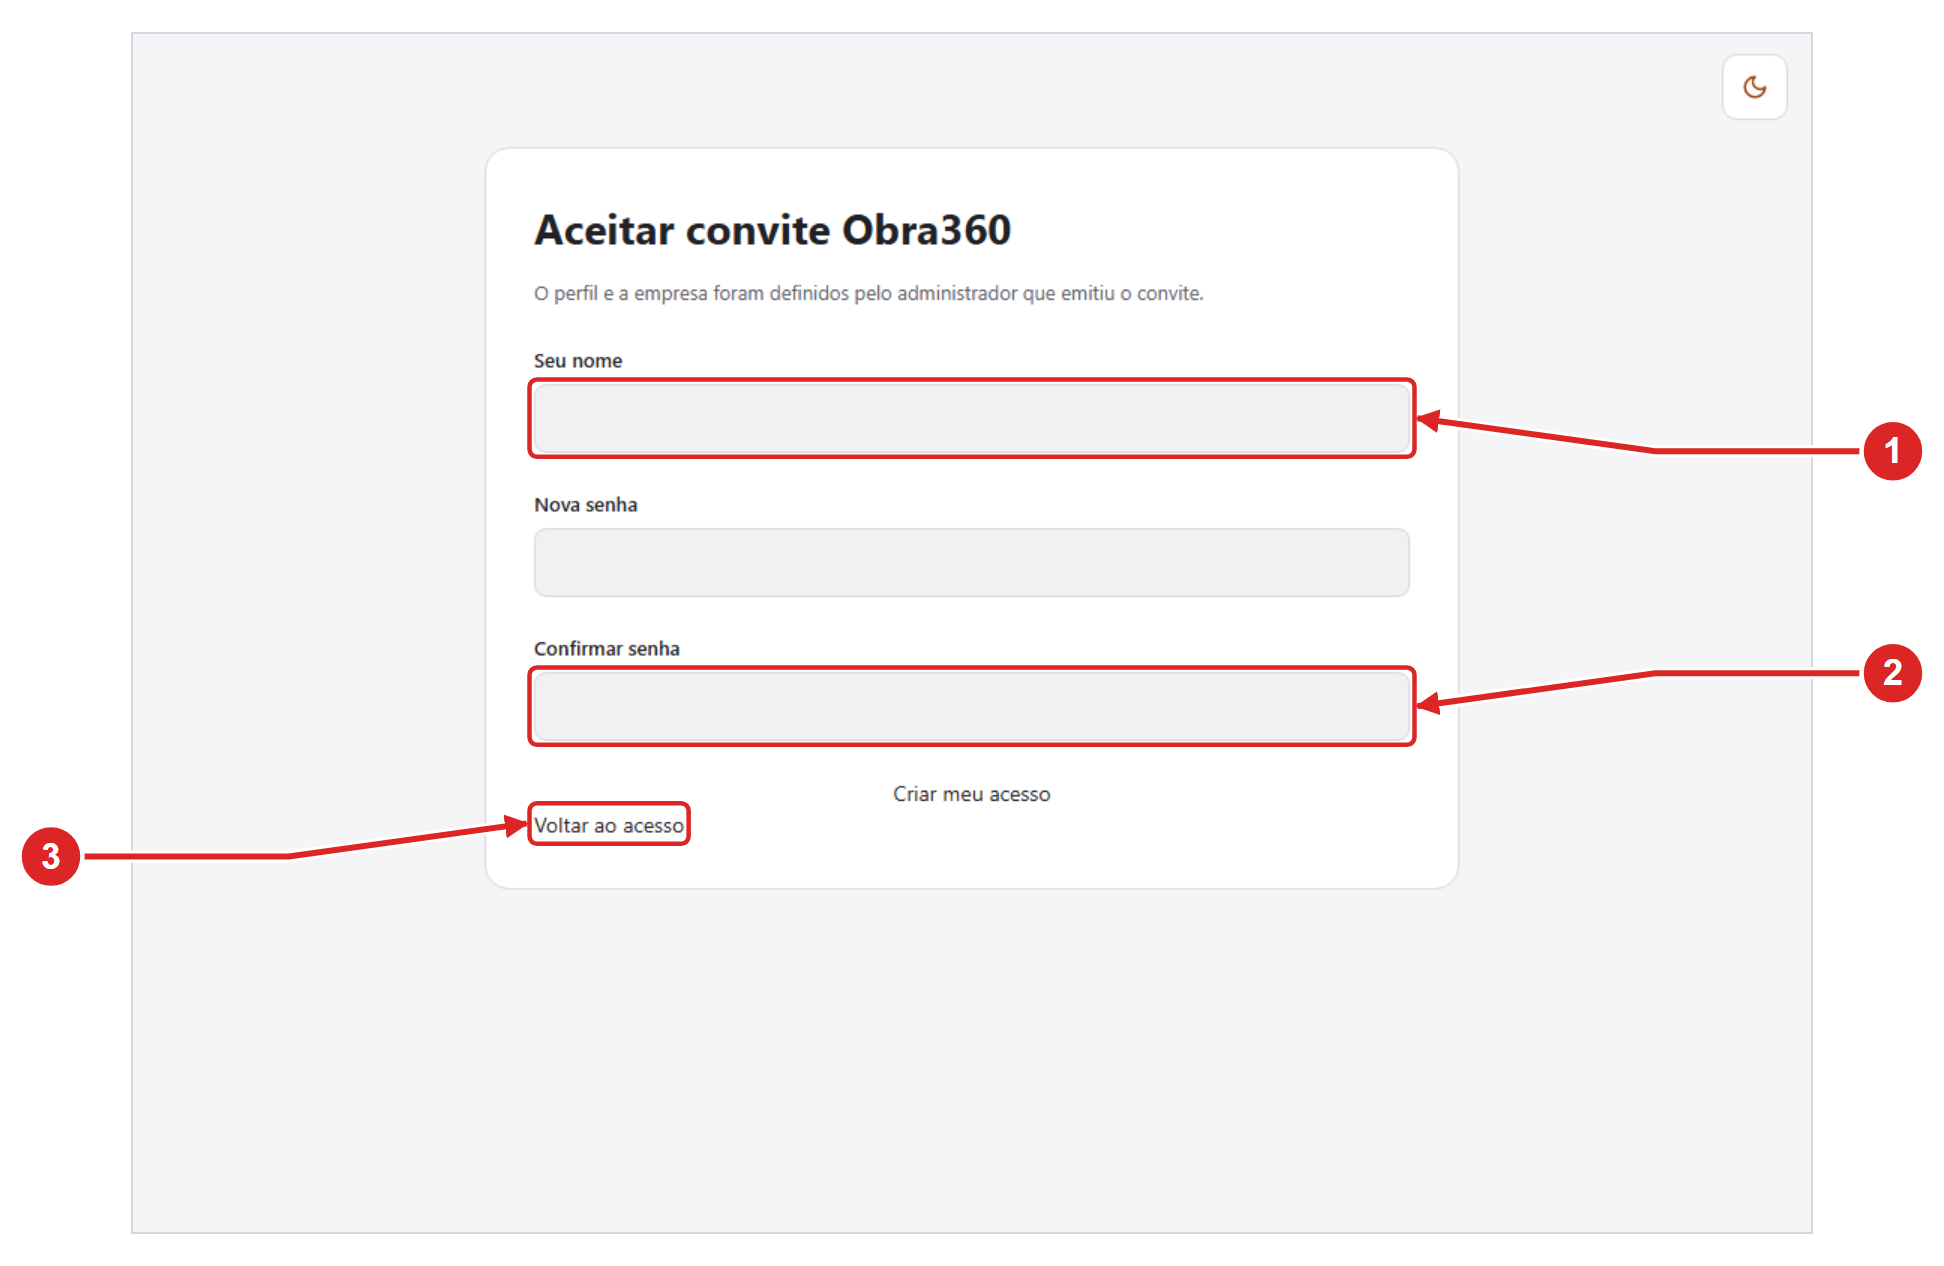 Aceitar convite Obra360
O perfil e a empresa foram definidos pelo administrador que emitiu o convite.
Seu nome
1
Nova senha
Confirmar senha
2
Criar meu acesso
Voltar ao acesso
3